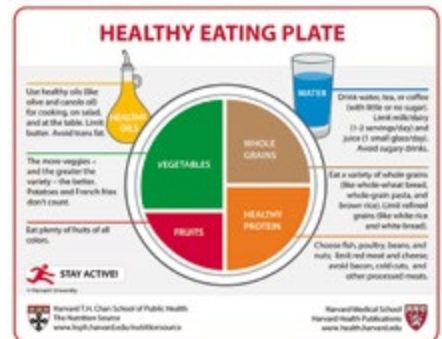 HEALTHY EATING PLATE
Use healthy oils (like
olive and canola oil)
for cooking, on salad,
and at the table. Limit
butter. Avoid trans fat.
HEALTHY
OILS
WATER
Drink water, tea, or coffee
(with little or no sugar).
Limit milk/dairy
(1-2 servings/day) and
juice (1 small glass/day).
Avoid sugary drinks.
The more veggies –
and the greater the
variety – the better.
Potatoes and French fries
don't count.
VEGETABLES
WHOLE
GRAINS
Eat a variety of whole grains
(like whole-wheat bread,
whole-grain pasta, and
brown rice). Limit refined
grains (like white rice
and white bread).
Eat plenty of fruits of all
colors.
FRUITS
HEALTHY
PROTEIN
Choose fish, poultry, beans, and
nuts; limit red meat and cheese;
avoid bacon, cold cuts, and
other processed meats.
STAY ACTIVE!
© Harvard University
Harvard T.H. Chan School of Public Health
The Nutrition Source
www.hsph.harvard.edu/nutritionsource
Harvard Medical School
Harvard Health Publications
www.health.harvard.edu